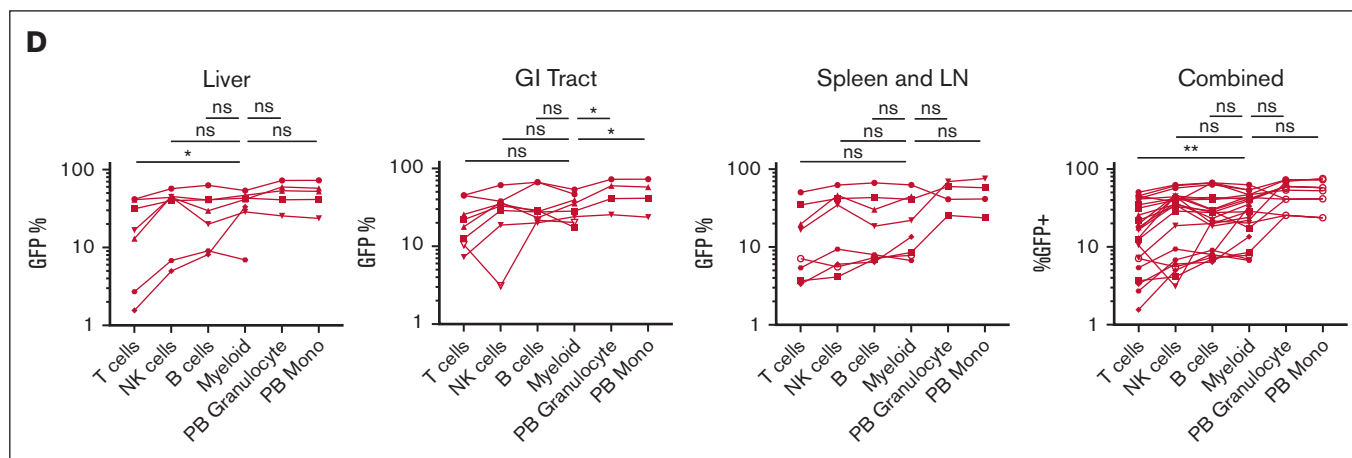 D
Liver
ns
ns
ns
ns
*
GFP %
100
10
1
T cells
NK cells
B cells
Myeloid
PB Granulocyte
PB Mono
GI Tract
ns
*
ns
*
ns
GFP %
100
10
1
T cells
NK cells
B cells
Myeloid
PB Granulocyte
PB Mono
Spleen and LN
ns
ns
ns
ns
ns
GFP %
100
10
1
T cells
NK cells
B cells
Myeloid
PB Granulocyte
PB Mono
Combined
ns
ns
ns
ns
**
%GFP+
100
10
1
T cells
NK cells
B cells
Myeloid
PB Granulocyte
PB Mono